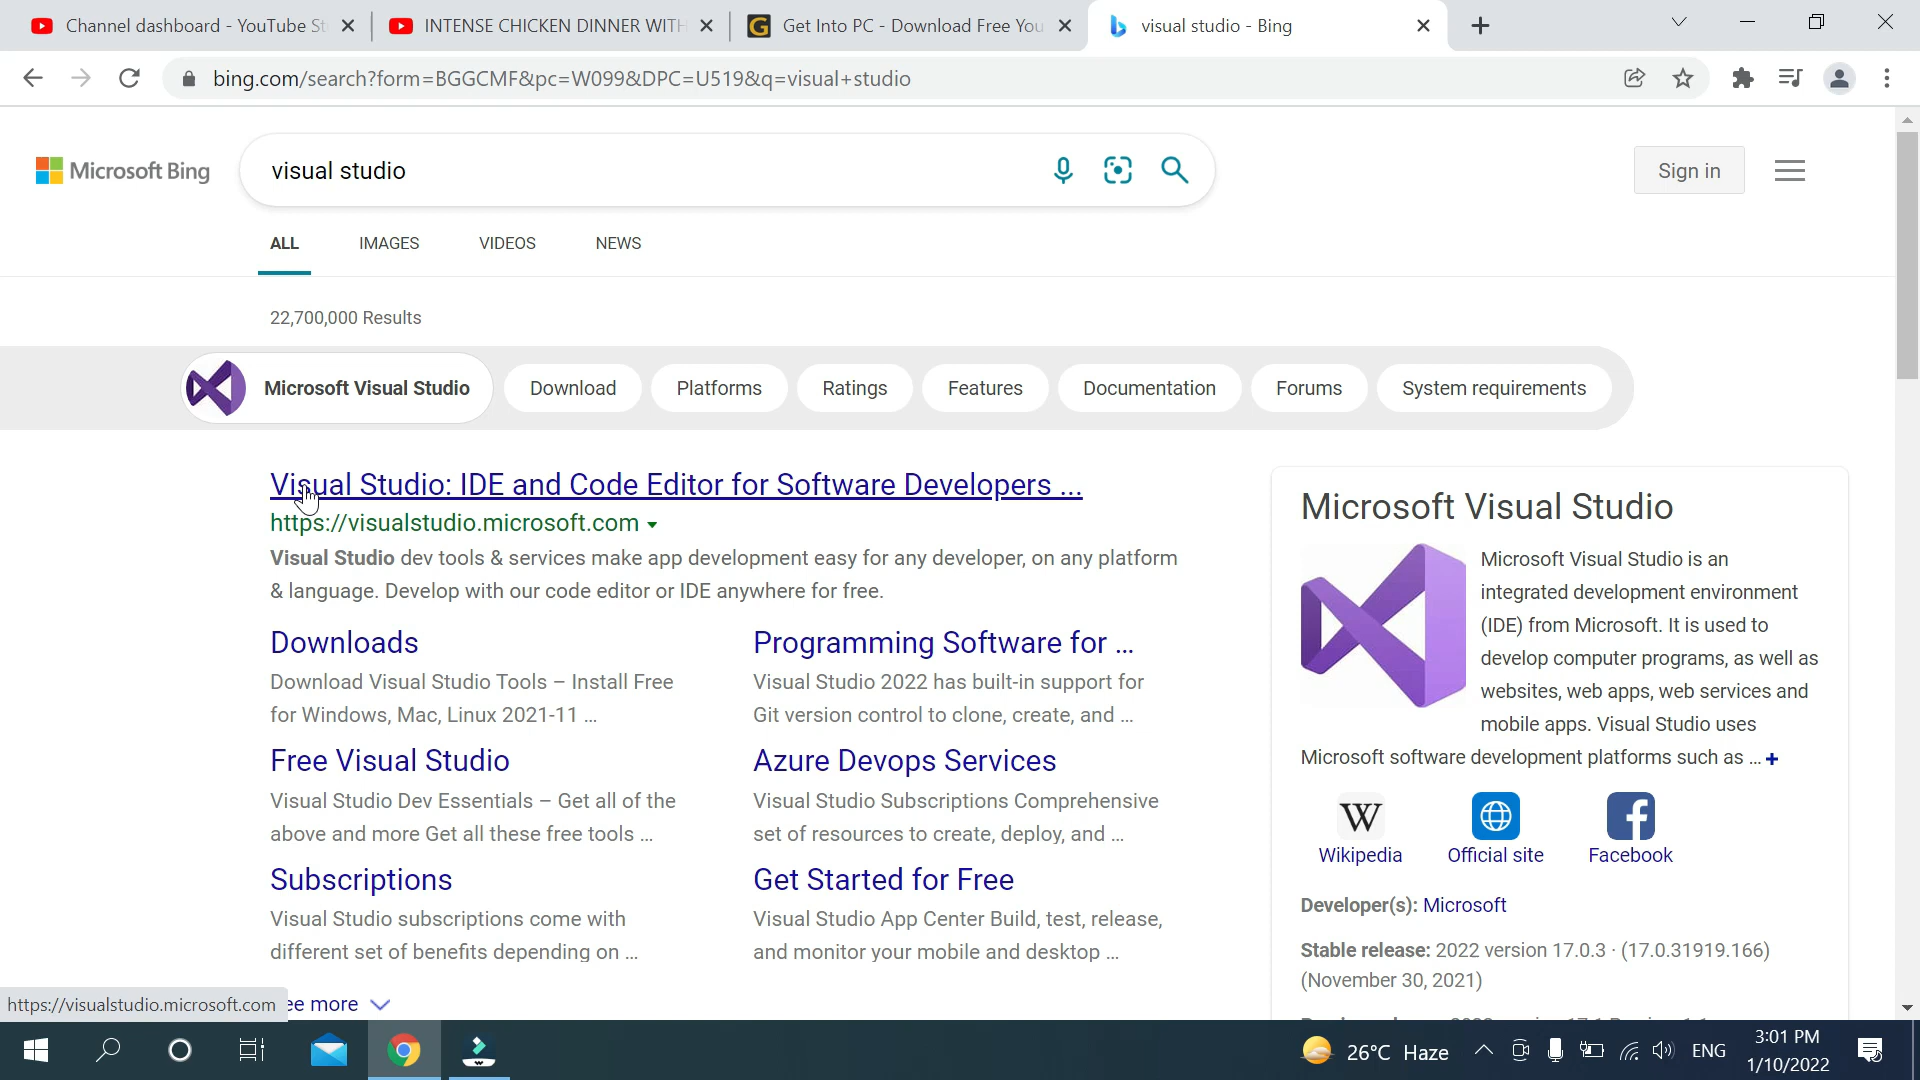 Channel dashboard - YouTube St
INTENSE CHICKEN DINNER WITH
Get Into PC - Download Free You
visual studio - Bing
bing.com/search?form=BGGCMF&pc=W099&DPC=U519&q=visual+studio
Microsoft Bing
visual studio
Sign in
ALL IMAGES VIDEOS NEWS
22,700,000 Results
Microsoft Visual Studio Download Platforms Ratings Features Documentation Forums System requirements
Visual Studio: IDE and Code Editor for Software Developers ...
https://visualstudio.microsoft.com
Visual Studio dev tools & services make app development easy for any developer, on any platform
& language. Develop with our code editor or IDE anywhere for free.
Downloads
Download Visual Studio Tools – Install Free
for Windows, Mac, Linux 2021-11 ...
Programming Software for ...
Visual Studio 2022 has built-in support for
Git version control to clone, create, and ...
Free Visual Studio
Visual Studio Dev Essentials – Get all of the
above and more Get all these free tools ...
Azure Devops Services
Visual Studio Subscriptions Comprehensive
set of resources to create, deploy, and ...
Subscriptions
Visual Studio subscriptions come with
different set of benefits depending on ...
Get Started for Free
Visual Studio App Center Build, test, release,
and monitor your mobile and desktop ...
ee more
https://visualstudio.microsoft.com
Microsoft Visual Studio
Microsoft Visual Studio is an
integrated development environment
(IDE) from Microsoft. It is used to
develop computer programs, as well as
websites, web apps, web services and
mobile apps. Visual Studio uses
Microsoft software development platforms such as ... +
W
Wikipedia Official site Facebook
Developer(s): Microsoft
Stable release: 2022 version 17.0.3 · (17.0.31919.166)
(November 30, 2021)
26°C Haze
ENG
3:01 PM
1/10/2022